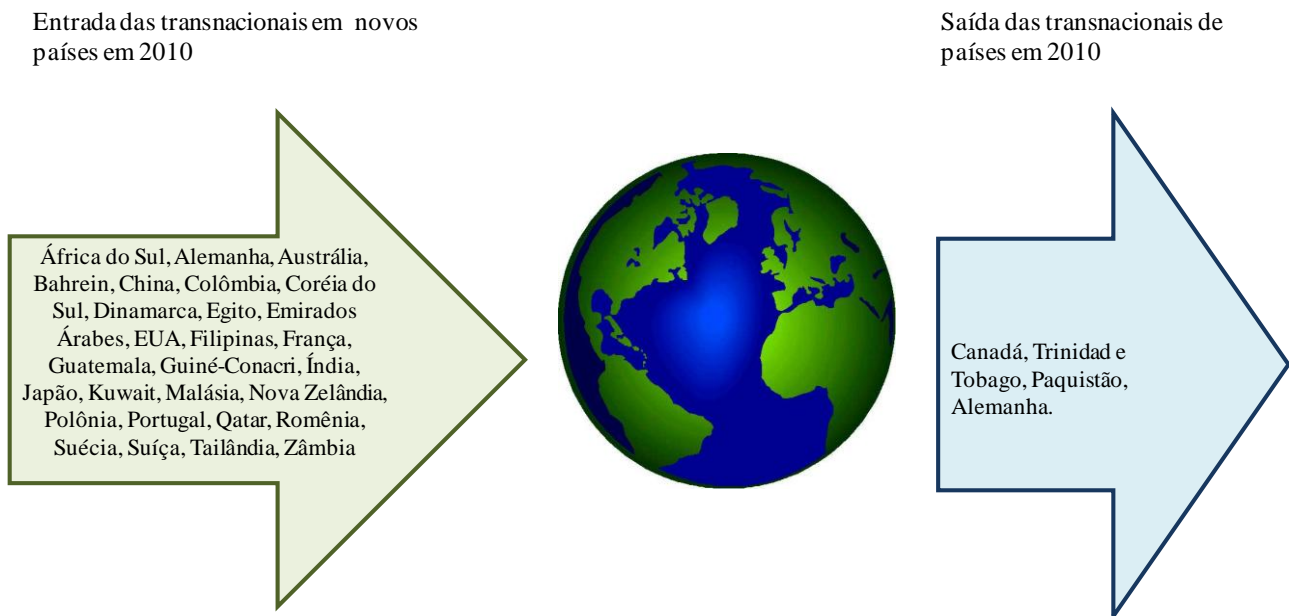 Entrada das transnacionais em novos
países em 2010
Saída das transnacionais de
países em 2010
África do Sul, Alemanha, Austrália,
Bahrein, China, Colômbia, Coréia do
Sul, Dinamarca, Egito, Emirados
Árabes, EUA, Filipinas, França,
Guatemala, Guiné-Conacri, Índia,
Japão, Kuwait, Malásia, Nova Zelândia,
Polônia, Portugal, Qatar, Romênia,
Suécia, Suíça, Tailândia, Zâmbia
Canadá, Trinidad e
Tobago, Paquistão,
Alemanha.